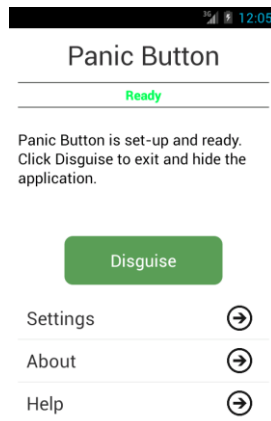 3G 12:05
Panic Button
Ready
Panic Button is set-up and ready.
Click Disguise to exit and hide the
application.
Disguise
Settings
About
Help